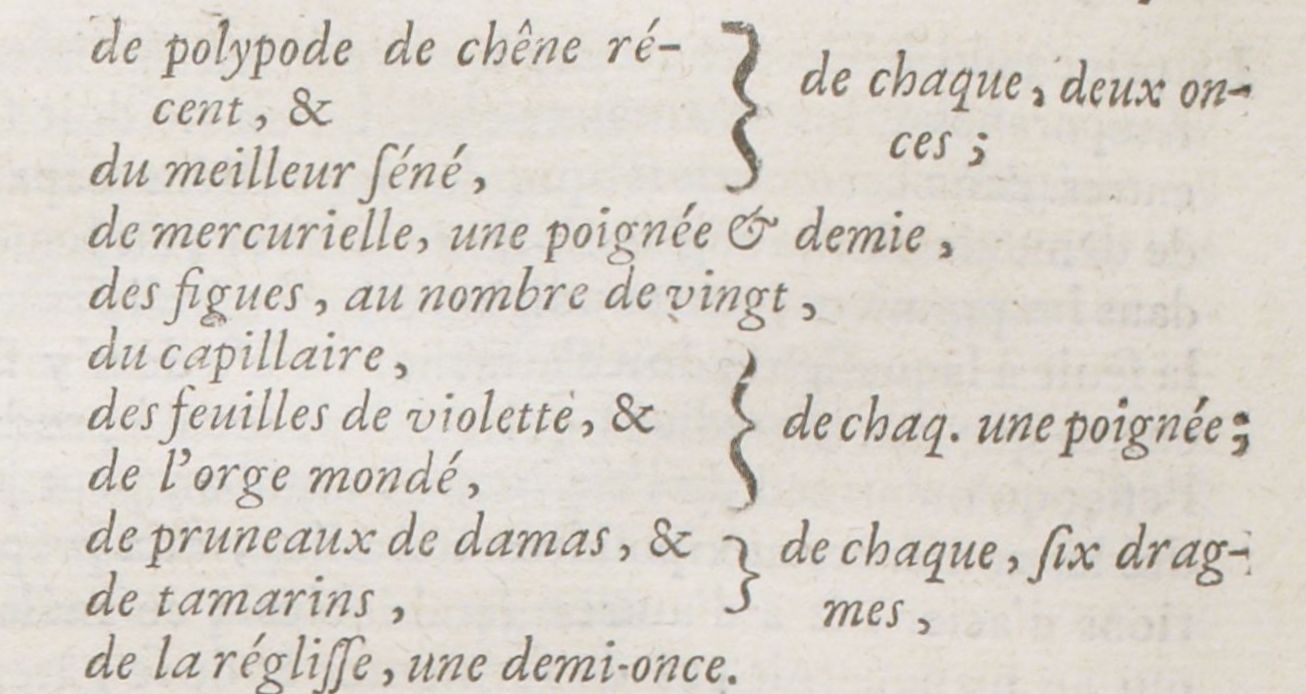 de polypode de chêne ré-
cent, &
du meilleur ſéné,
de chaque, deux on-
ces;
de mercurielle, une poignée & demie,
des figues, au nombre de vingt,
du capillaire,
des feuilles de violette, &
de l'orge mondé,
de chaq. une poignée;
de pruneaux de damas, &
de tamarins,
de chaque, ſix drag-
mes,
de la régliſſe, une demi-once.